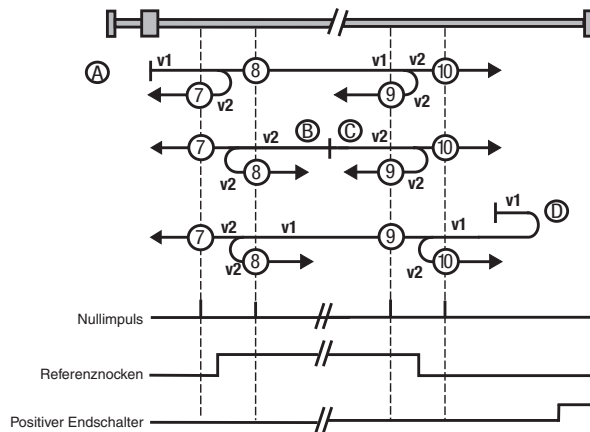 v1 v1 v2
A 8 10
7 v2 9 v2
v2 B C v2
7 10
v2 8 9 v2
v1 D
v2 v1 v1
7 9
v2 8 v2 10
Nullimpuls
Referenznocken
Positiver Endschalter